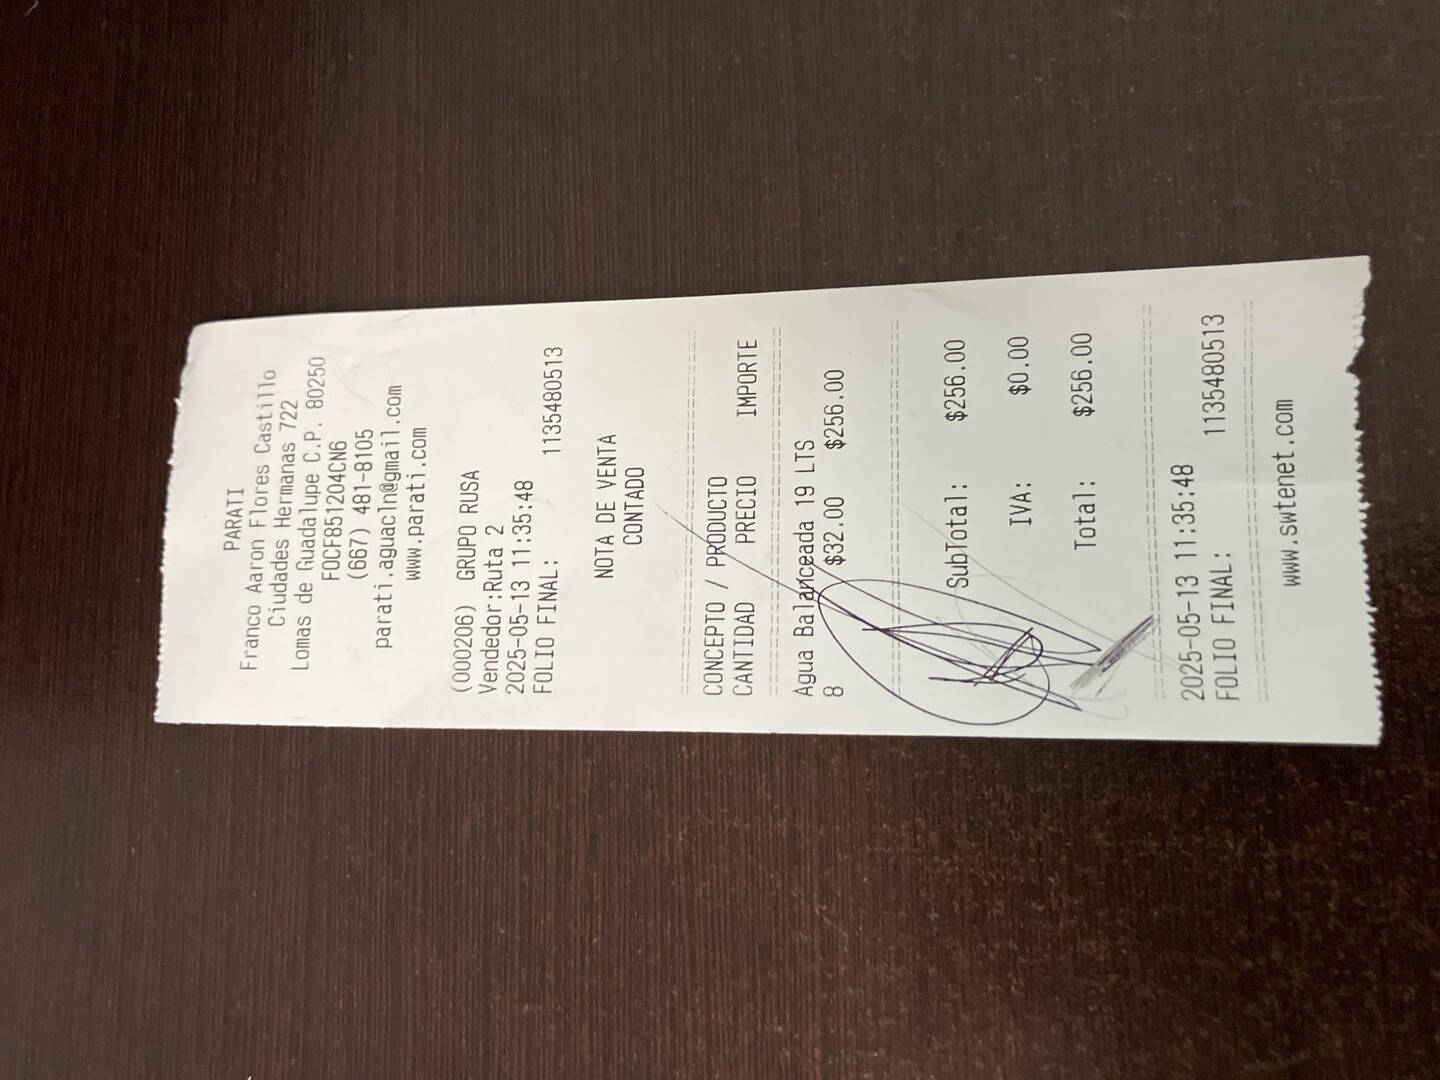 PARATI
Franco Aaron Flores Castillo
Ciudades Hermanas 722
Lomas de Guadalupe C.P. 80250
FOCF851204CN6
(667) 481-8105
parati.aguacln@gmail.com
www.parati.com
(000206)  GRUPO RUSA
Vendedor:Ruta 2
2025-05-13 11:35:48
FOLIO FINAL: 1135480513
NOTA DE VENTA
CONTADO
CONCEPTO / PRODUCTO
CANTIDAD PRECIO IMPORTE
Agua Balanceada 19 LTS
8 $32.00 $256.00
SubTotal: $256.00
IVA: $0.00
Total: $256.00
2025-05-13 11:35:48
FOLIO FINAL: 1135480513
www.swtenet.com